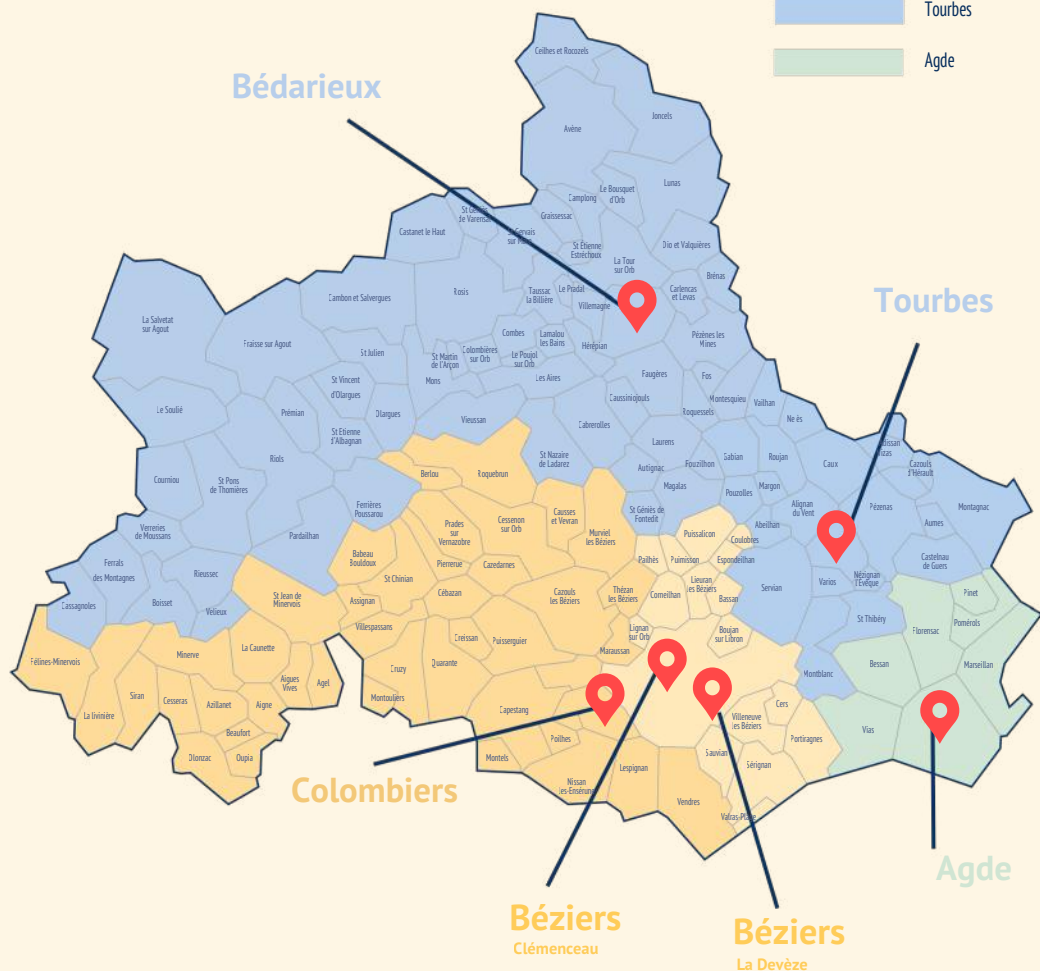 Tourbes
Agde
Bédarieux
Tourbes
Colombiers
Béziers
Clémenceau
Béziers
La Devèze
Agde
Ceilhes et Rocozels
Joncels
Avène
Lunas
Le Bousquet
d'Orb
Camplong
Graissessac
St Geniès
de Varensal
Castanet le Haut
St Gervais
sur Mare
St Étienne
Estréchoux
La Tour
sur Orb
Dio et Valquières
Brénas
Carlencas
et Levas
Le Pradal
Taussac
la Billière
Villemagne
Rosis
Cambon et Salvergues
La Salvetat
sur Agout
Fraisse sur Agout
St Julien
Combes
Lamalou
les Bains
Hérépian
Pézènes les
Mines
Colombières
sur Orb
Le Poujol
sur Orb
St Martin
de l'Arçon
Mons
Les Aires
Faugères
Fos
Montesquieu
Vailhan
Caussiniojouls
Roquessels
St Vincent
d'Olargues
Olargues
Prémian
Le Soulié
Vieussan
Cabrerolles
St Etienne
d'Albagnan
Riols
Laurens
Gabian
Roujan
Caux
St Nazaire
de Ladarez
Autignac
Fouzilhon
Magalas
Margon
Pouzolles
Cazouls
d'Hérault
Courniou
St Pons
de Thomières
Berlou
Roquebrun
Ferrières
Poussarou
Pardailhan
Verreries
de Moussans
Alignan
du Vent
Pézenas
Montagnac
Aumes
Causses
et Veyran
Murviel
les Béziers
St Géniès de
Fontedit
Abeilhan
Coulobres
Puissalicon
Cessenon
sur Orb
Prades
sur
Vernazobre
Pailhès
Puimisson
Espondeilhan
Castelnau
de Guers
Ferrals
des Montagnes
Rieussec
Babeau
Bouldoux
St Chinian
Pierrerue
Cazedarnes
Servian
Nézignan
l'Evêque
Cassagnoles
Boisset
Vélieux
St Jean de
Minervois
Assignan
Cébazan
Cazouls
les Béziers
Thézan
les Béziers
Corneilhan
Lieuran
les Béziers
Bassan
Pinet
St Thibéry
Florensac
Pomérols
Villespassans
Creissan
Puisserguier
Lignan
sur Orb
Maraussan
Boujan
sur Libron
Félines-Minervois
Minerve
La Caunette
Aigues
Vives
Agel
Cruzy
Quarante
Bessan
Marseillan
Montblanc
Siran
Cesseras
Azillanet
Aigne
Montouliers
La livinière
Beaufort
Oupia
Olonzac
Capestang
Poilhes
Montels
Nissan
les-Ensérune
Lespignan
Vendres
Sauvian
Villeneuve
les Béziers
Cers
Portiragnes
Sérignan
Vias